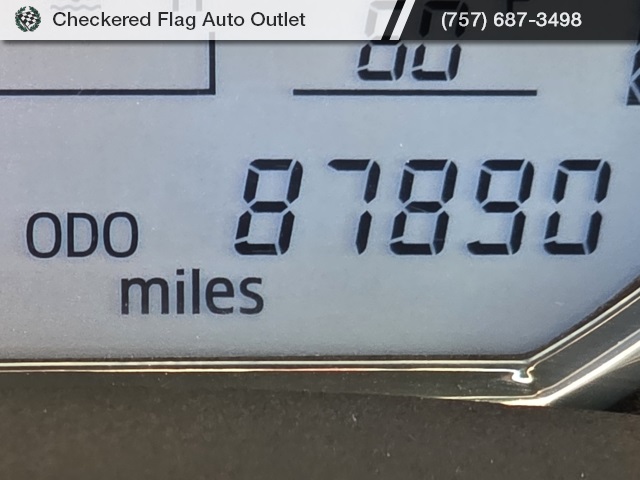 Checkered Flag Auto Outlet (757) 687-3498
ODO 87890
miles